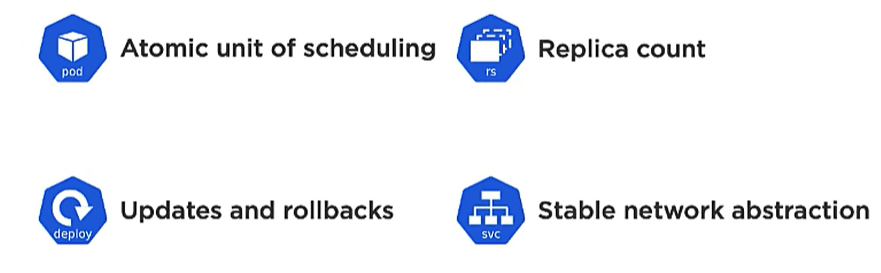 Atomic unit of scheduling
pod
Replica count
rs
Updates and rollbacks
deploy
Stable network abstraction
svc